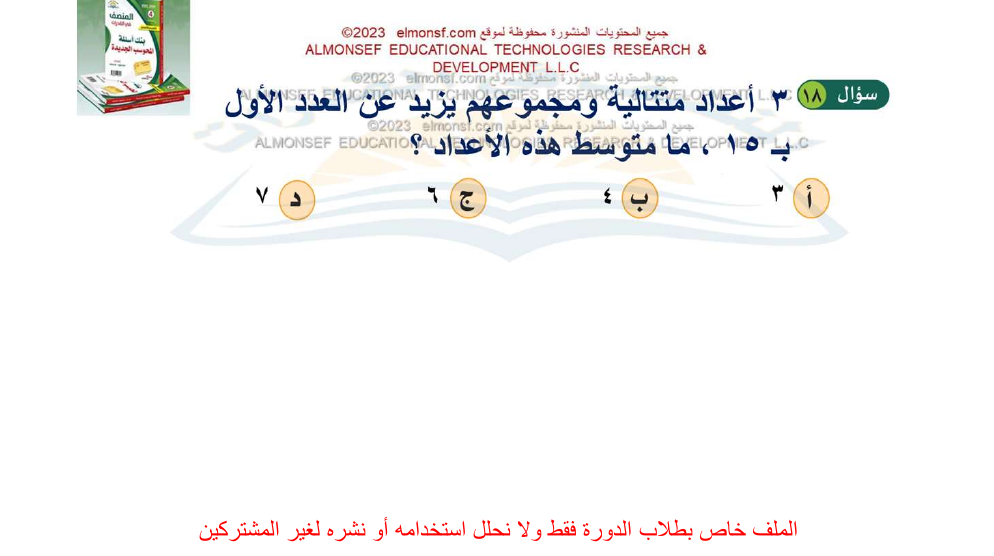 المنصف
بنك أسئلة
المحوسب الجديدة
جميع المحتويات المنشورة محفوظة لموقع elmonsf.com ©2023
ALMONSEF EDUCATIONAL TECHNOLOGIES RESEARCH &
DEVELOPMENT L.L.C
جميع المحتويات المنشورة محفوظة لموقع elmonsf.com ©2023
ALMONSEF EDUCATIONAL TECHNOLOGIES RESEARCH & DEVELOPMENT L.L.C
سؤال ١٨ ٣ أعداد متتالية ومجموعهم يزيد عن العدد الأول
جميع المحتويات المنشورة محفوظة لموقع elmonsf.com ©2023
ALMONSEF EDUCATIONAL TECHNOLOGIES RESEARCH & DEVELOPMENT L.L.C
بـ ١٥ ، ما متوسط هذه الأعداد ؟
أ ٣ ب ٤ ج ٦ د ٧
الملف خاص بطلاب الدورة فقط ولا نحلل استخدامه أو نشره لغير المشتركين